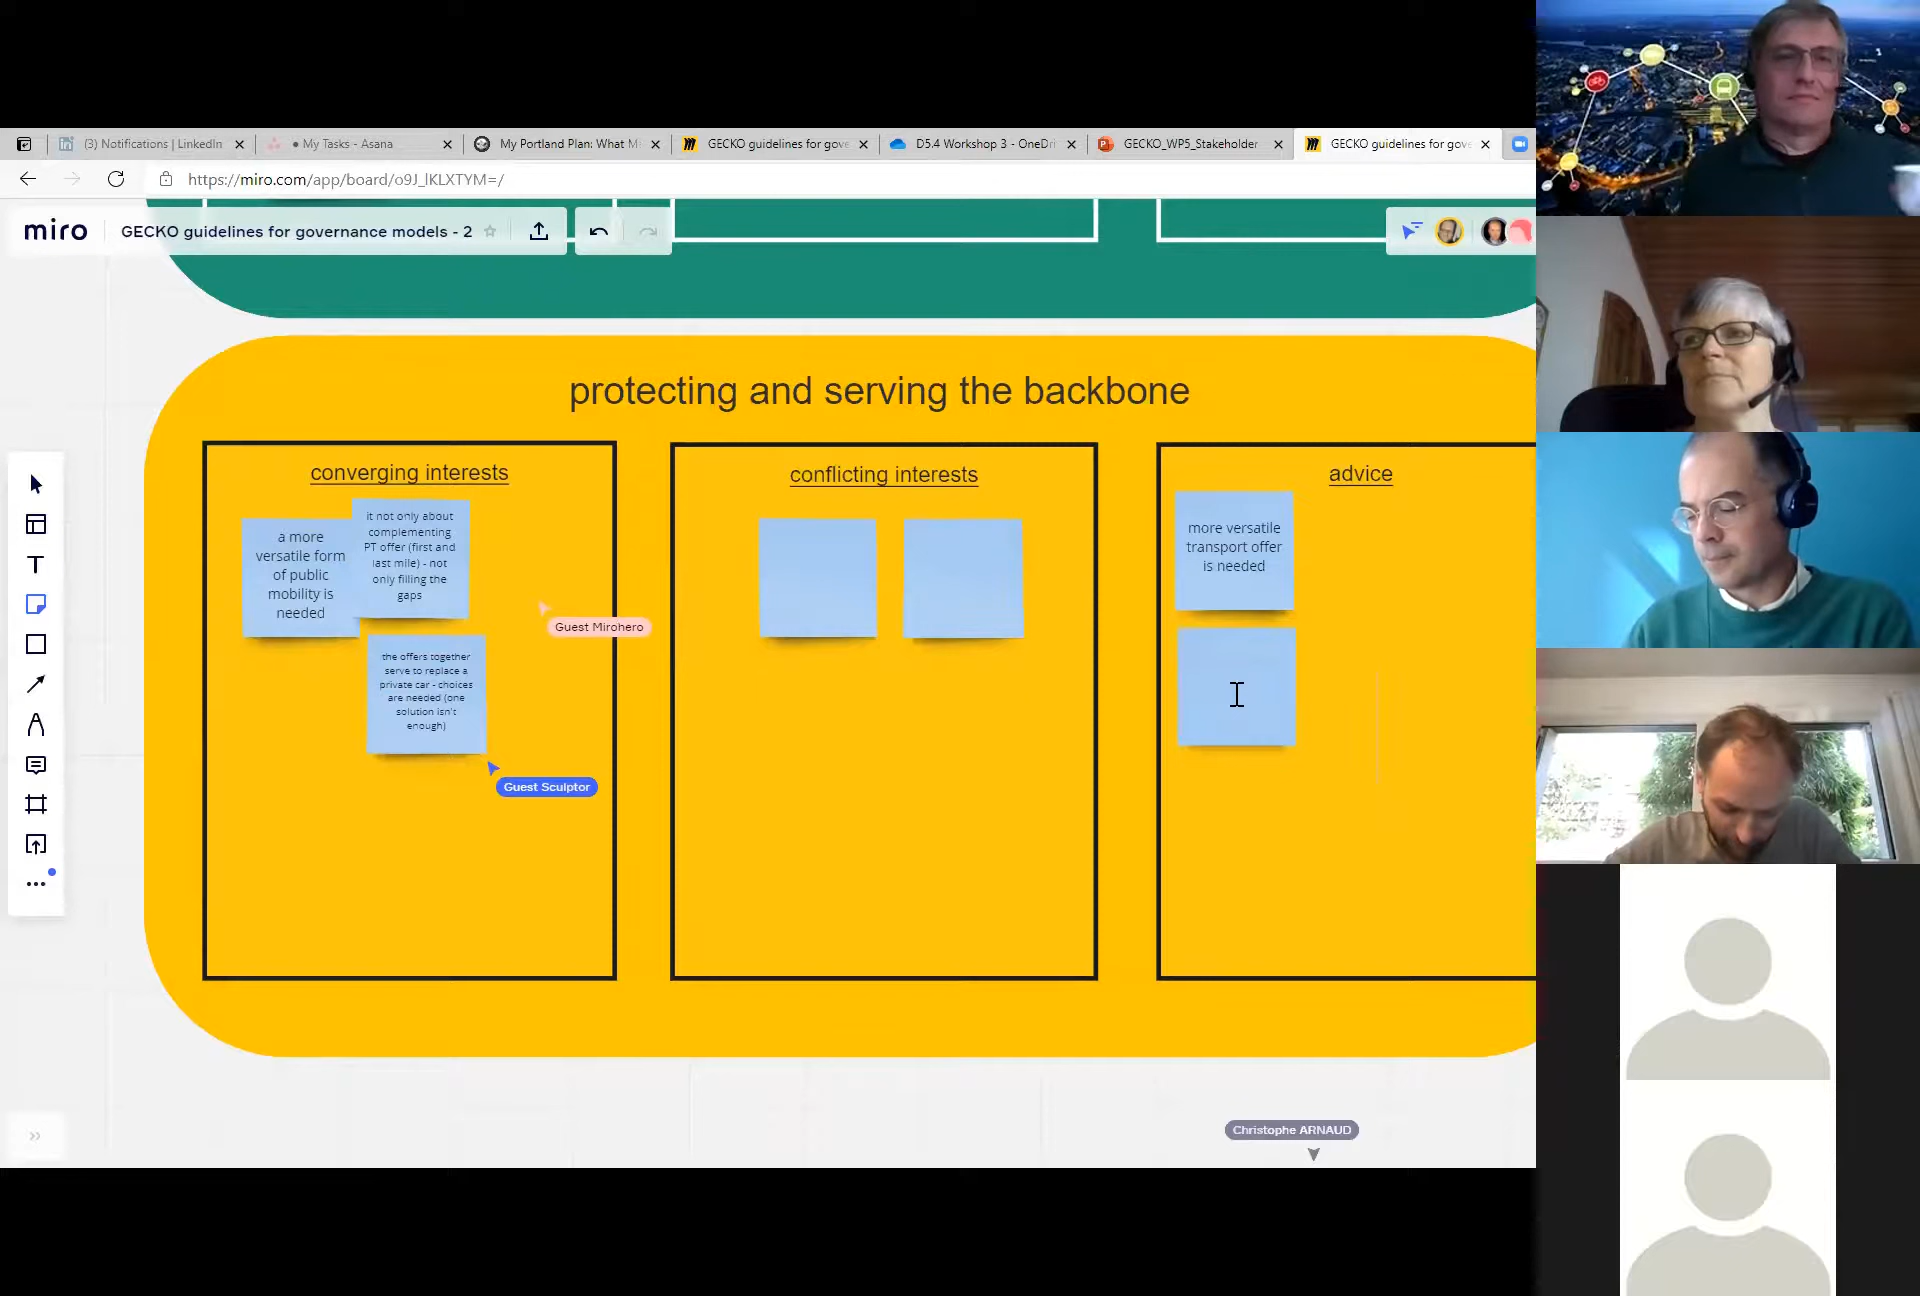 (3) Notifications | LinkedIn
• My Tasks - Asana
My Portland Plan: What M
GECKO guidelines for gove
D5.4 Workshop 3 - OneDri
GECKO_WP5_Stakeholder
GECKO guidelines for gove
https://miro.com/app/board/o9J_lKLXTYM=/
miro
GECKO guidelines for governance models - 2
protecting and serving the backbone
converging interests
a more
versatile form
of public
mobility is
needed
it not only about
complementing
PT offer (first and
last mile) - not
only filling the
gaps
the offers together
serve to replace a
private car - choices
are needed (one
solution isn't
enough)
Guest Mirohero
Guest Sculptor
conflicting interests
advice
more versatile
transport offer
is needed
Christophe ARNAUD